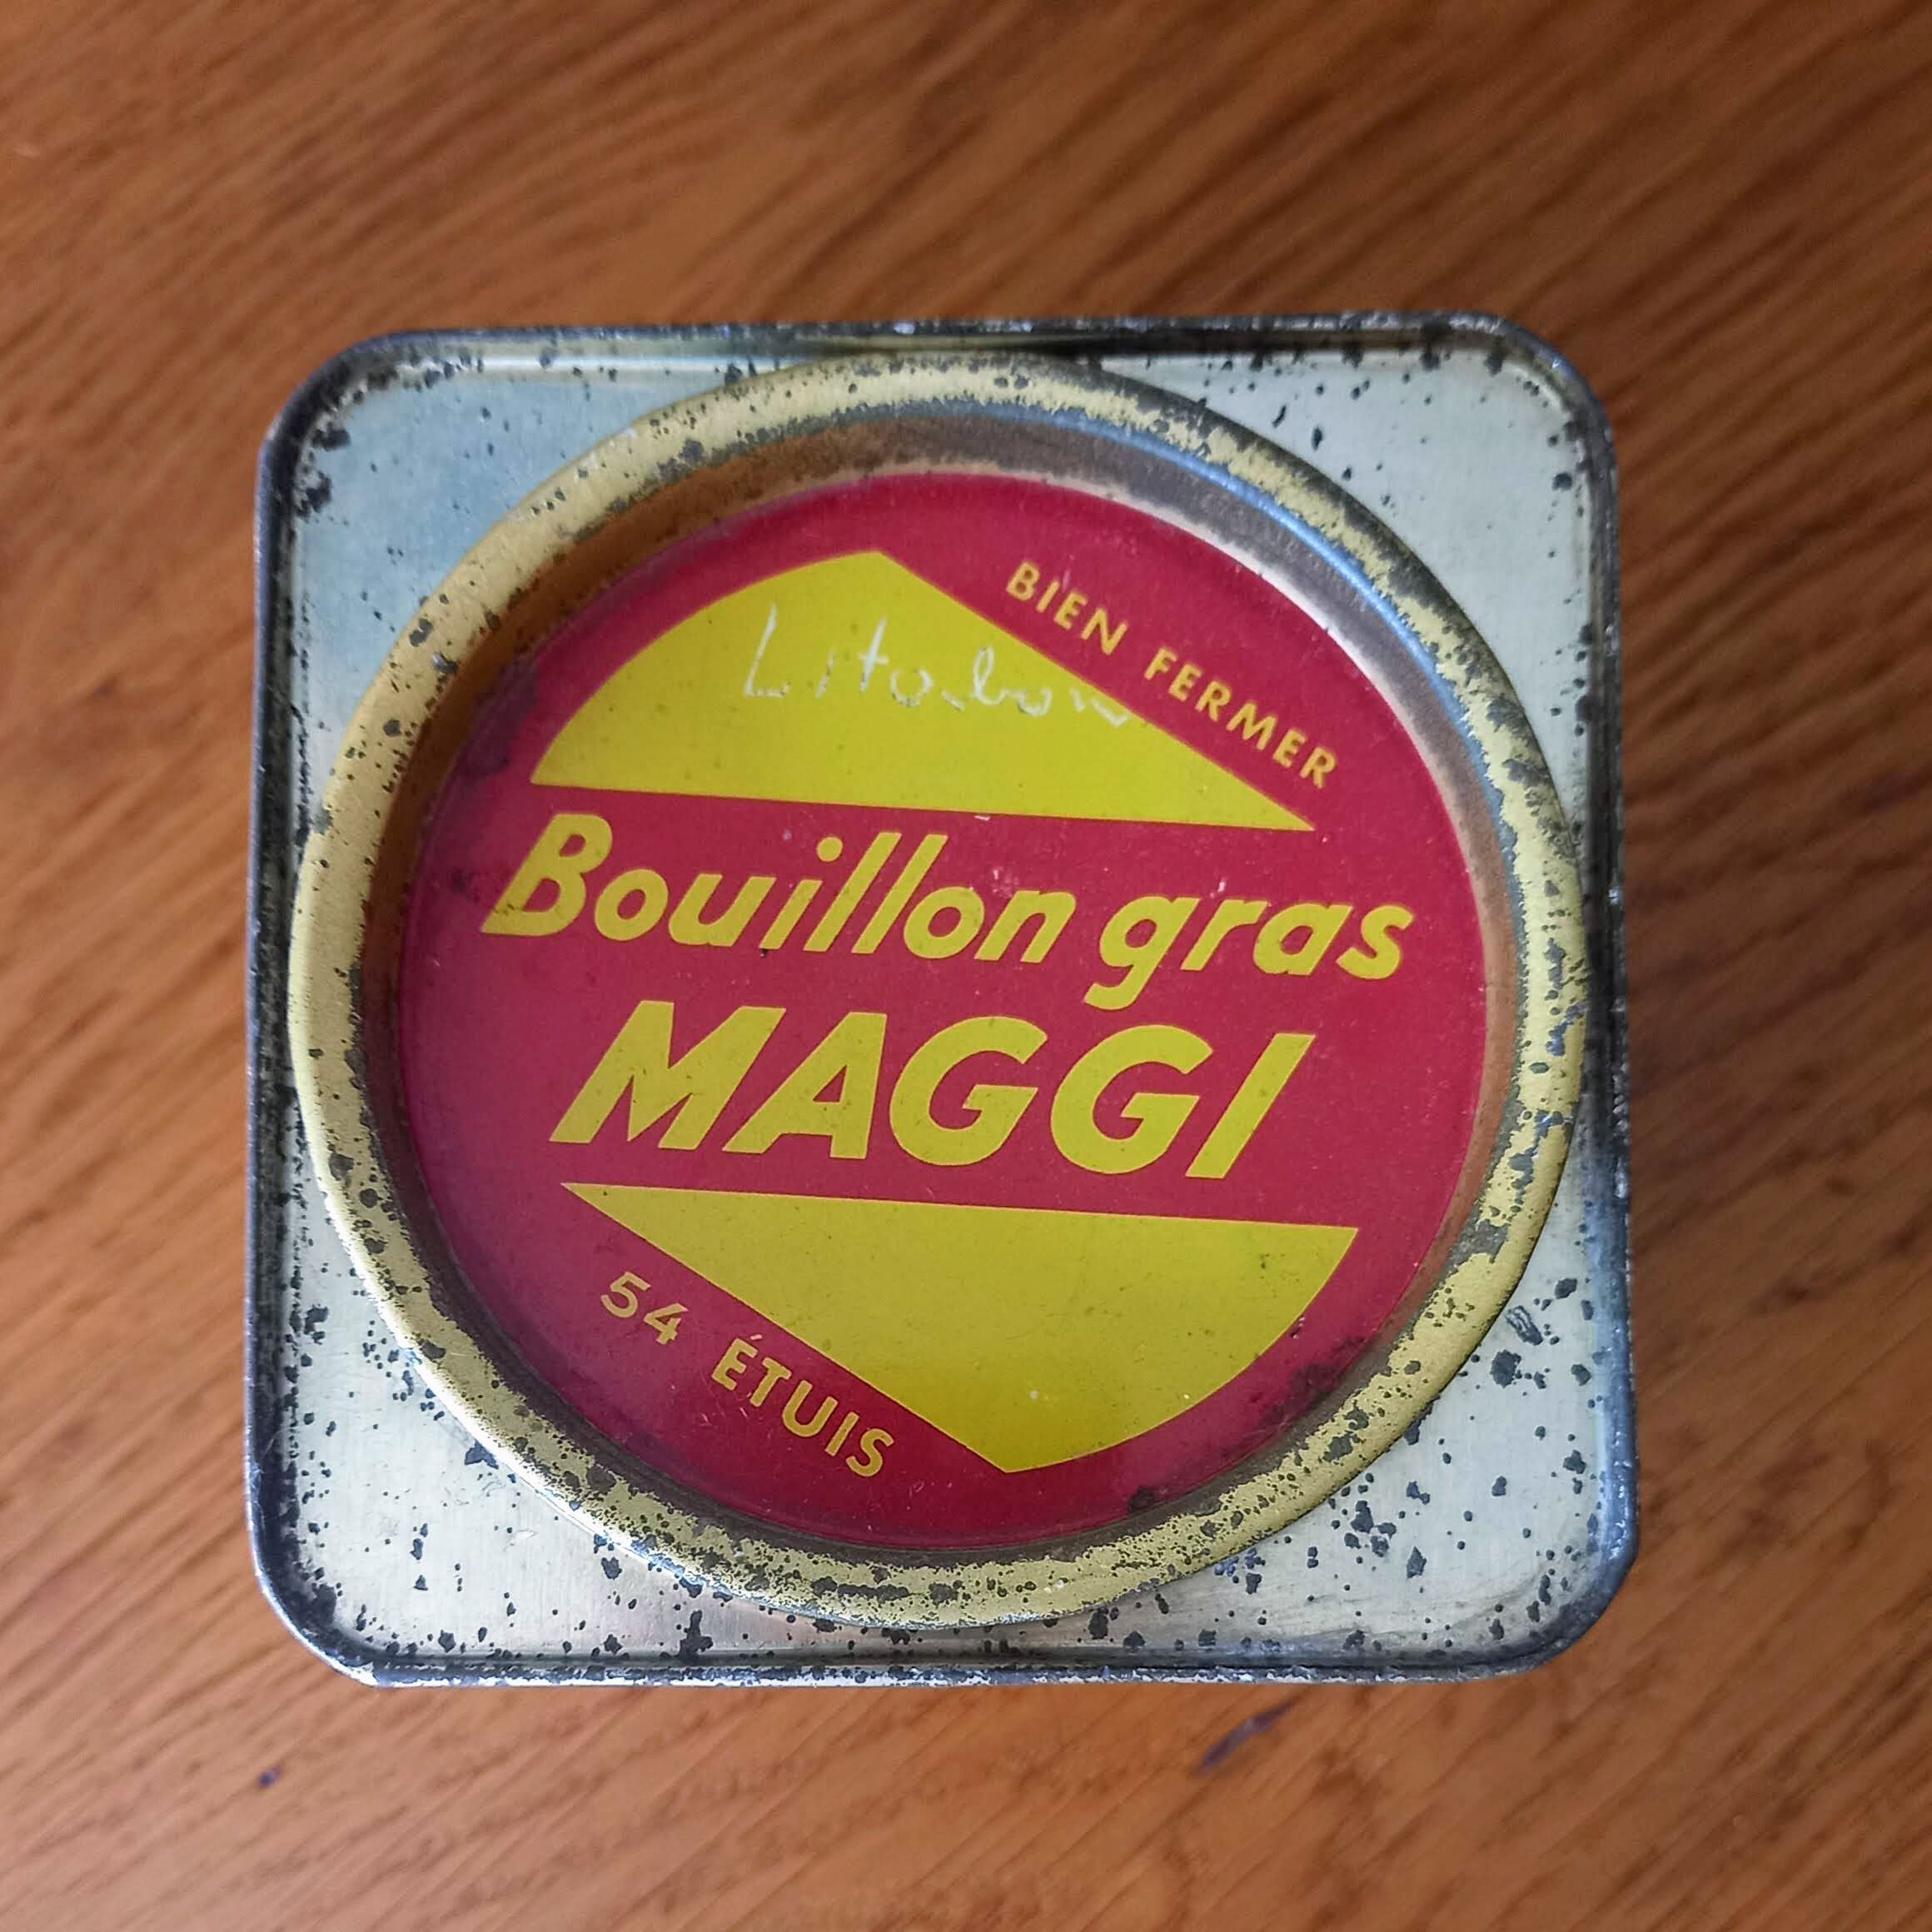 BIEN FERMER
Bouillon gras
MAGGI
54 ÉTUIS